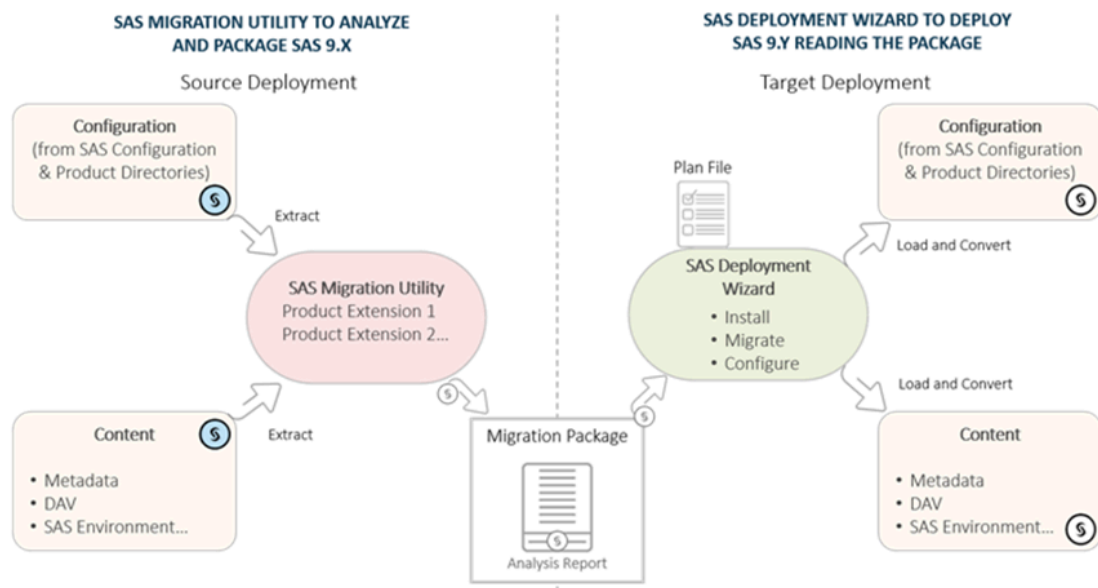 SAS MIGRATION UTILITY TO ANALYZE
AND PACKAGE SAS 9.X
Source Deployment
Configuration
(from SAS Configuration
& Product Directories)
Extract
SAS Migration Utility
Product Extension 1
Product Extension 2...
Content
• Metadata
• DAV
• SAS Environment...
Extract
Migration Package
Analysis Report
SAS DEPLOYMENT WIZARD TO DEPLOY
SAS 9.Y READING THE PACKAGE
Target Deployment
Plan File
SAS Deployment
Wizard
• Install
• Migrate
• Configure
Configuration
(from SAS Configuration
& Product Directories)
Load and Convert
Load and Convert
Content
• Metadata
• DAV
• SAS Environment...